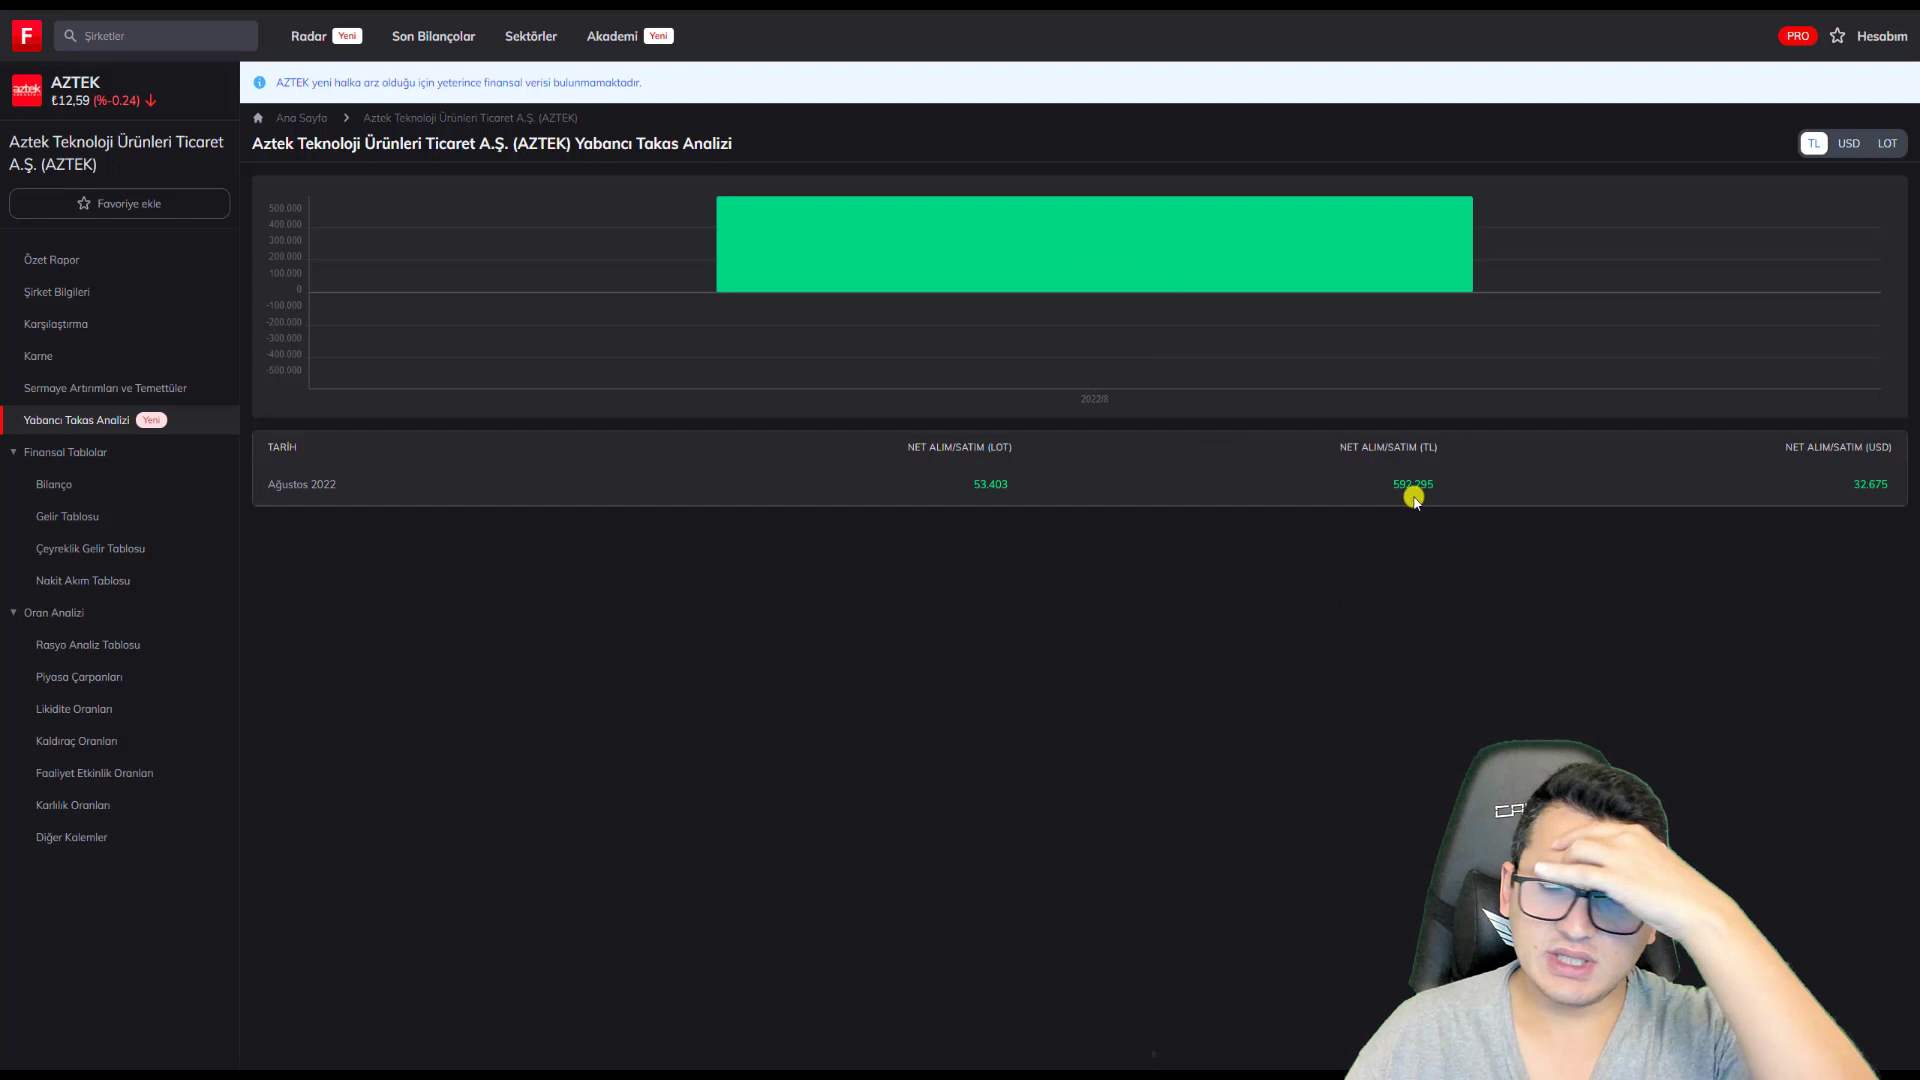 F
Şirketler
Radar Yeni
Son Bilançolar
Sektörler
Akademi Yeni
PRO
Hesabım
aztek
AZTEK
₺12,59 (%-0.24)
Aztek Teknoloji Ürünleri Ticaret
A.Ş. (AZTEK)
Favoriye ekle
Özet Rapor
Şirket Bilgileri
Karşılaştırma
Karne
Sermaye Artırımları ve Temettüler
Yabancı Takas Analizi Yeni
Finansal Tablolar
Bilanço
Gelir Tablosu
Çeyreklik Gelir Tablosu
Nakit Akım Tablosu
Oran Analizi
Rasyo Analiz Tablosu
Piyasa Çarpanları
Likidite Oranları
Kaldıraç Oranları
Faaliyet Etkinlik Oranları
Karlılık Oranları
Diğer Kalemler
AZTEK yeni halka arz olduğu için yeterince finansal verisi bulunmamaktadır.
Ana Sayfa
Aztek Teknoloji Ürünleri Ticaret A.Ş. (AZTEK)
Aztek Teknoloji Ürünleri Ticaret A.Ş. (AZTEK) Yabancı Takas Analizi
TL USD LOT
500.000
400.000
300.000
200.000
100.000
0
-100.000
-200.000
-300.000
-400.000
-500.000
2022/8
TARİH NET ALIM/SATIM (LOT) NET ALIM/SATIM (TL) NET ALIM/SATIM (USD)
Ağustos 2022 53.403 592.295 32.675